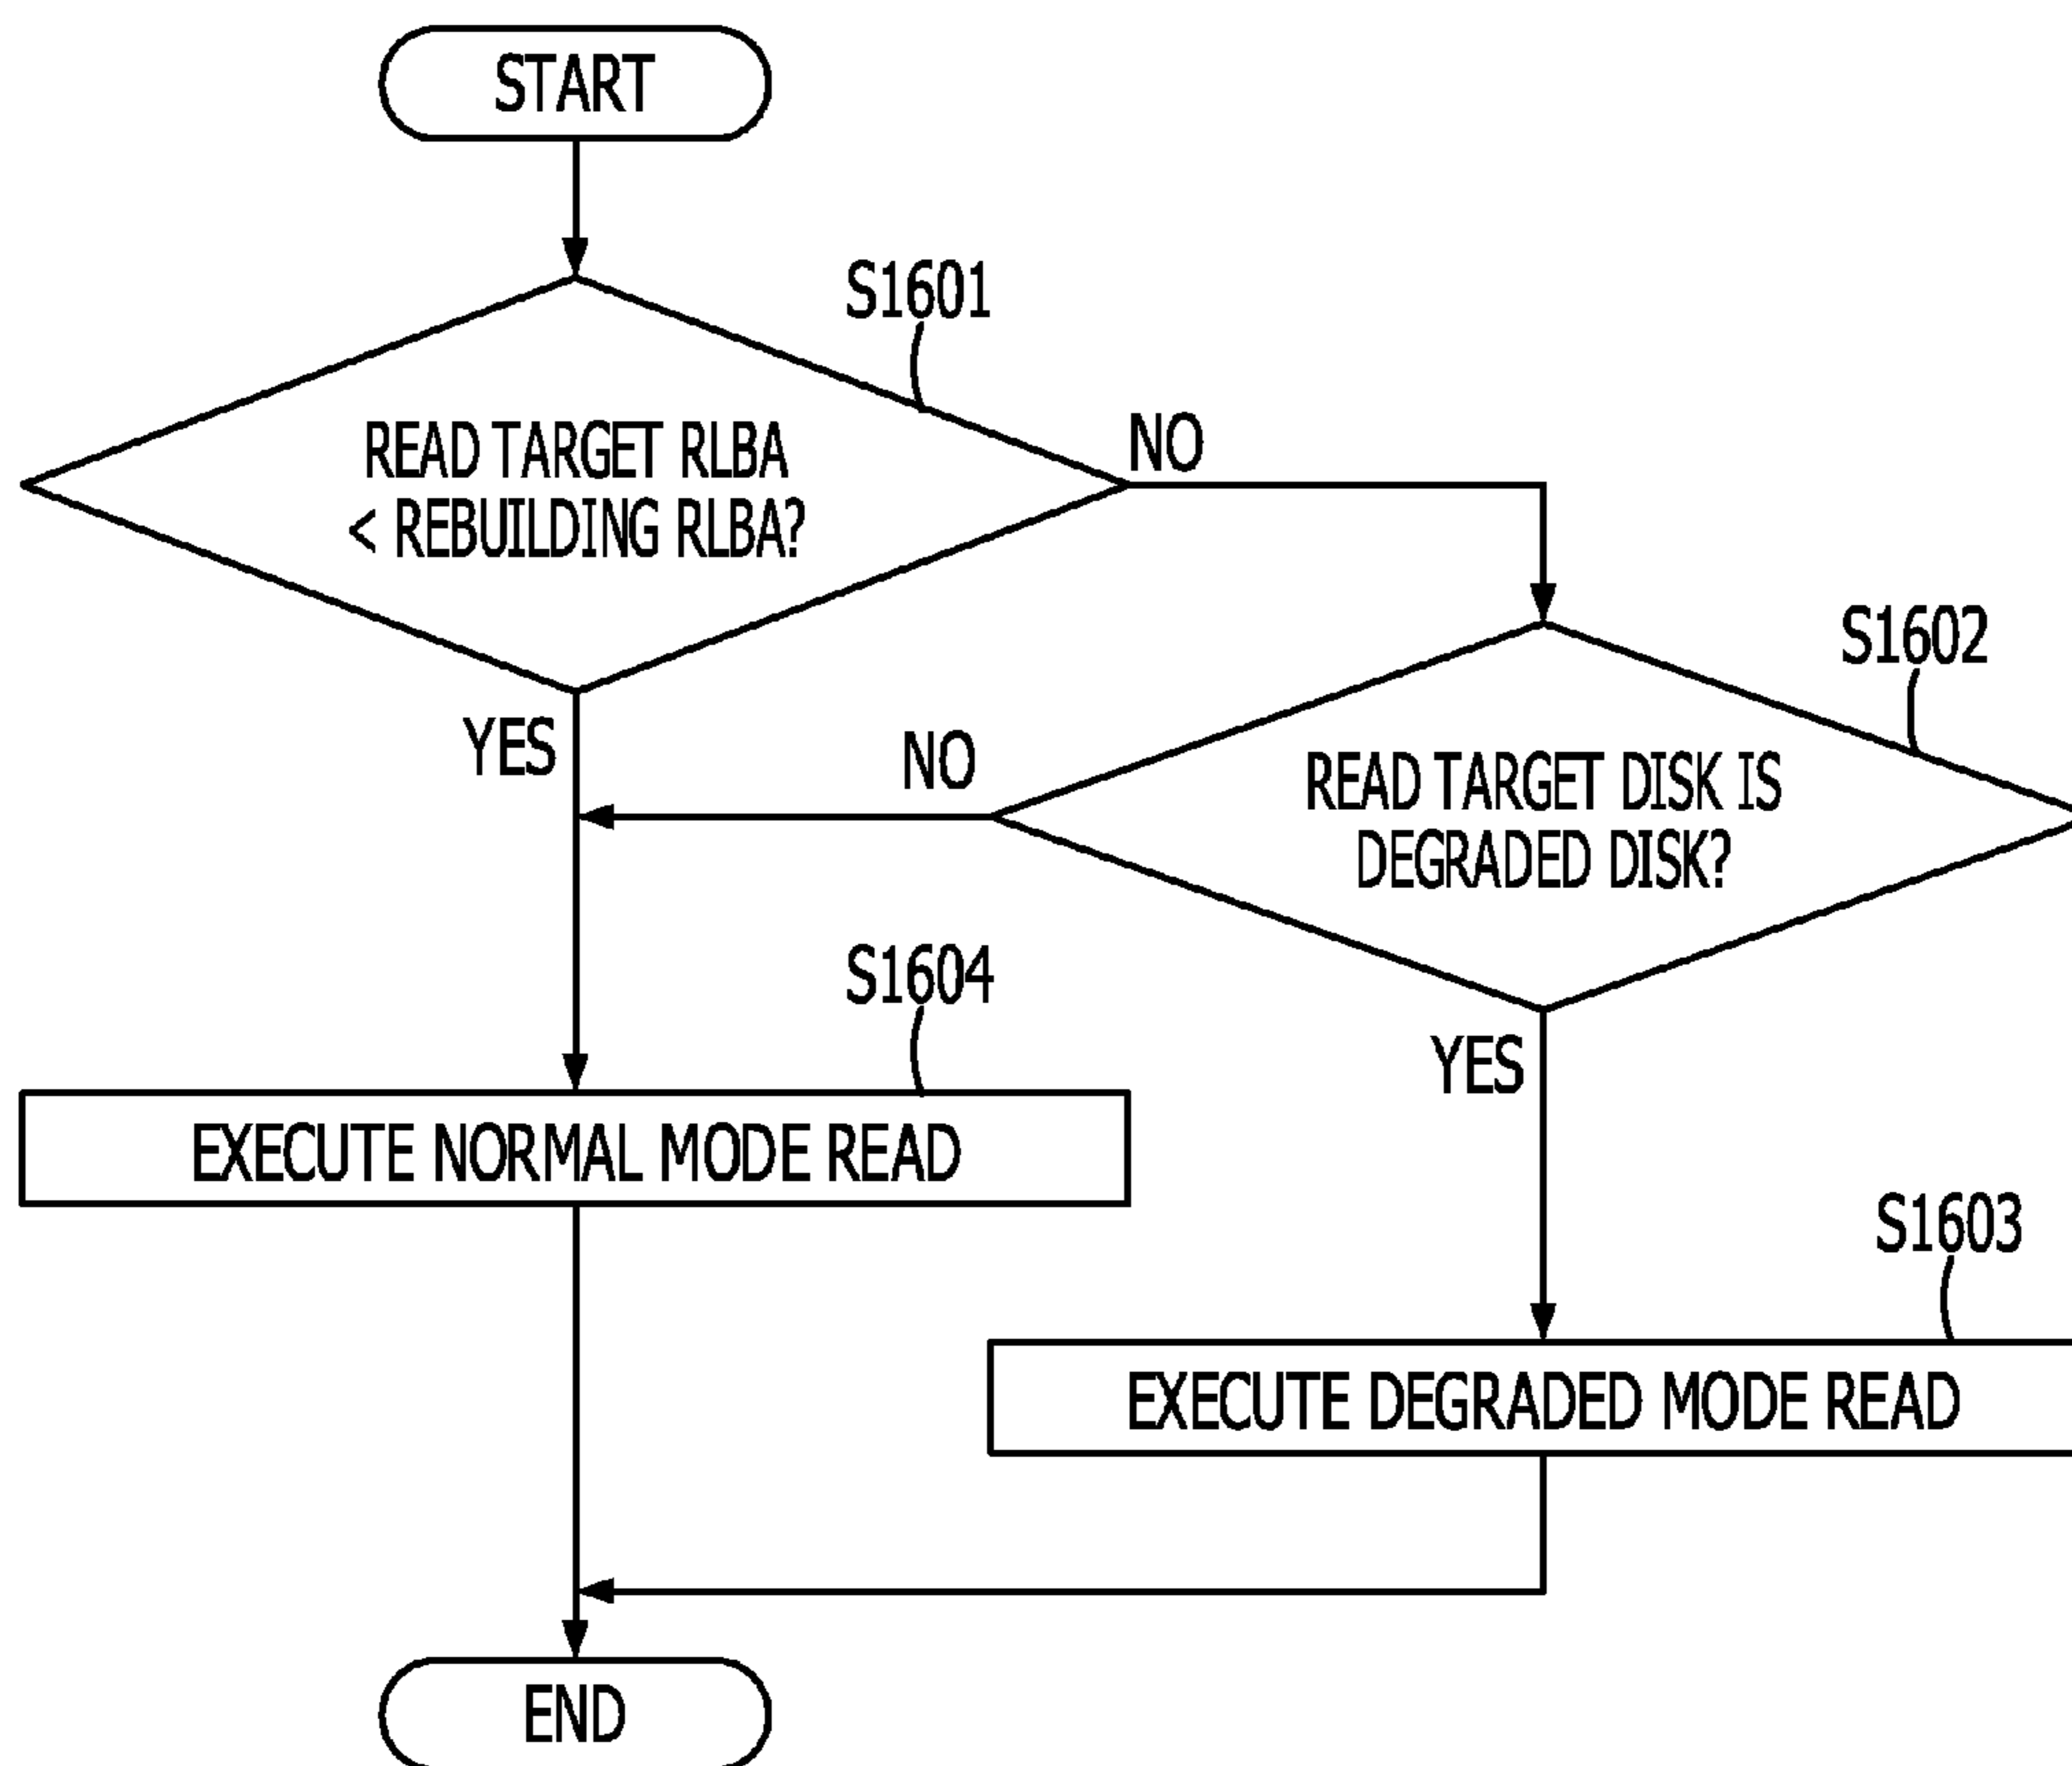 START
S1601
READ TARGET RLBA
< REBUILDING RLBA?
NO
YES
S1602
READ TARGET DISK IS
DEGRADED DISK?
NO
YES
S1604
EXECUTE NORMAL MODE READ
S1603
EXECUTE DEGRADED MODE READ
END